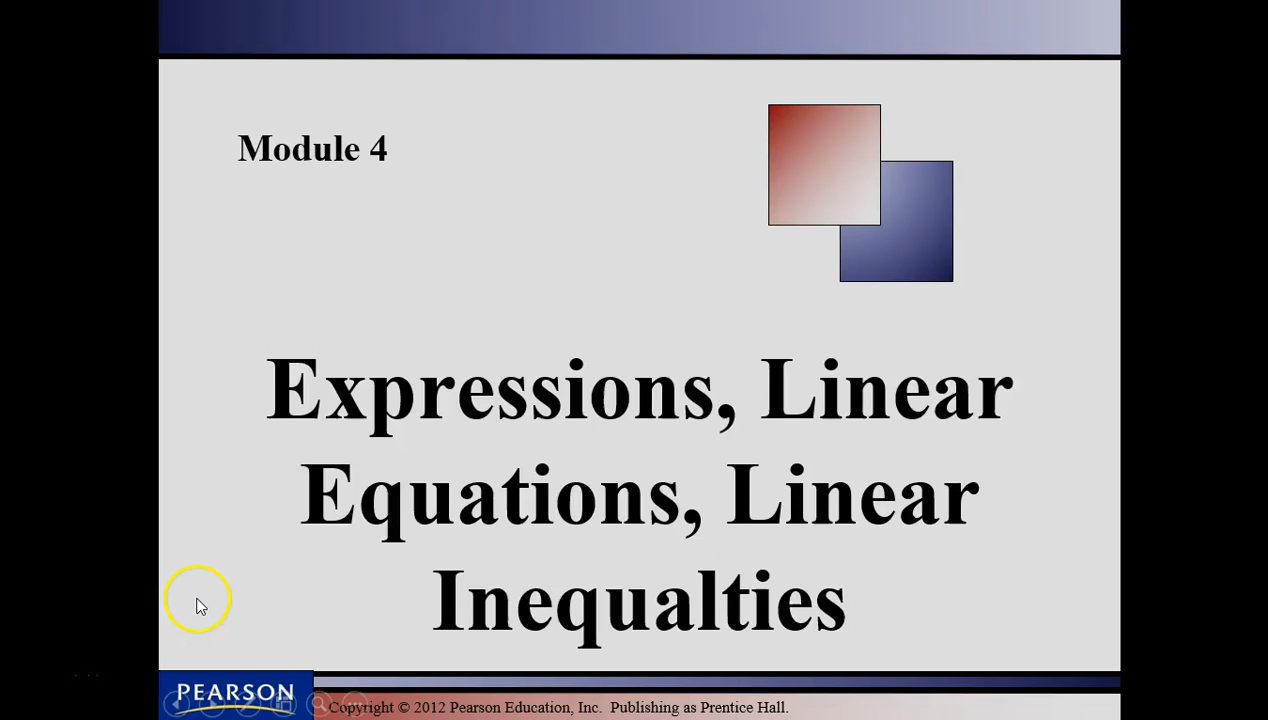 Module 4
Expressions, Linear
Equations, Linear
Inequalties
PEARSON
Copyright © 2012 Pearson Education, Inc. Publishing as Prentice Hall.